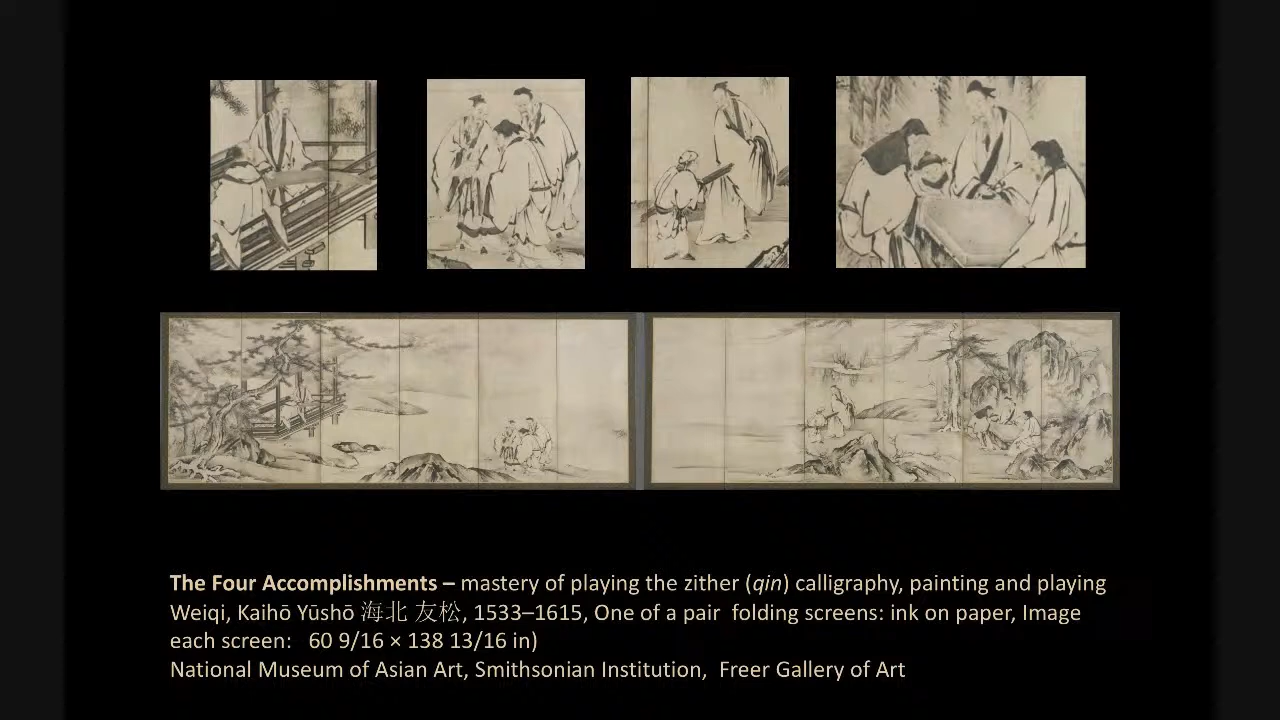 The Four Accomplishments – mastery of playing the zither (qin) calligraphy, painting and playing
Weiqi, Kaihō Yūshō 海北 友松, 1533–1615, One of a pair folding screens: ink on paper, Image
each screen: 60 9/16 × 138 13/16 in)
National Museum of Asian Art, Smithsonian Institution, Freer Gallery of Art